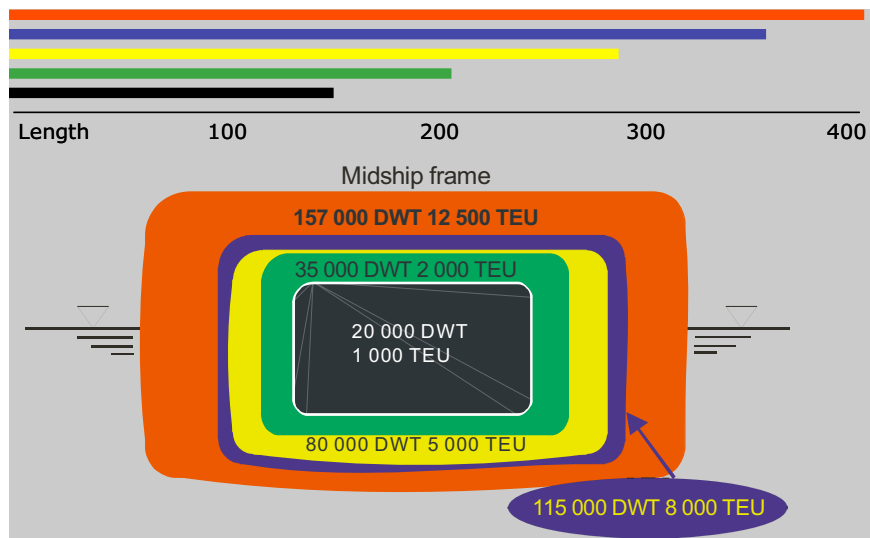 Length 100 200 300 400
Midship frame
157 000 DWT 12 500 TEU
35 000 DWT 2 000 TEU
20 000 DWT
1 000 TEU
80 000 DWT 5 000 TEU
115 000 DWT 8 000 TEU